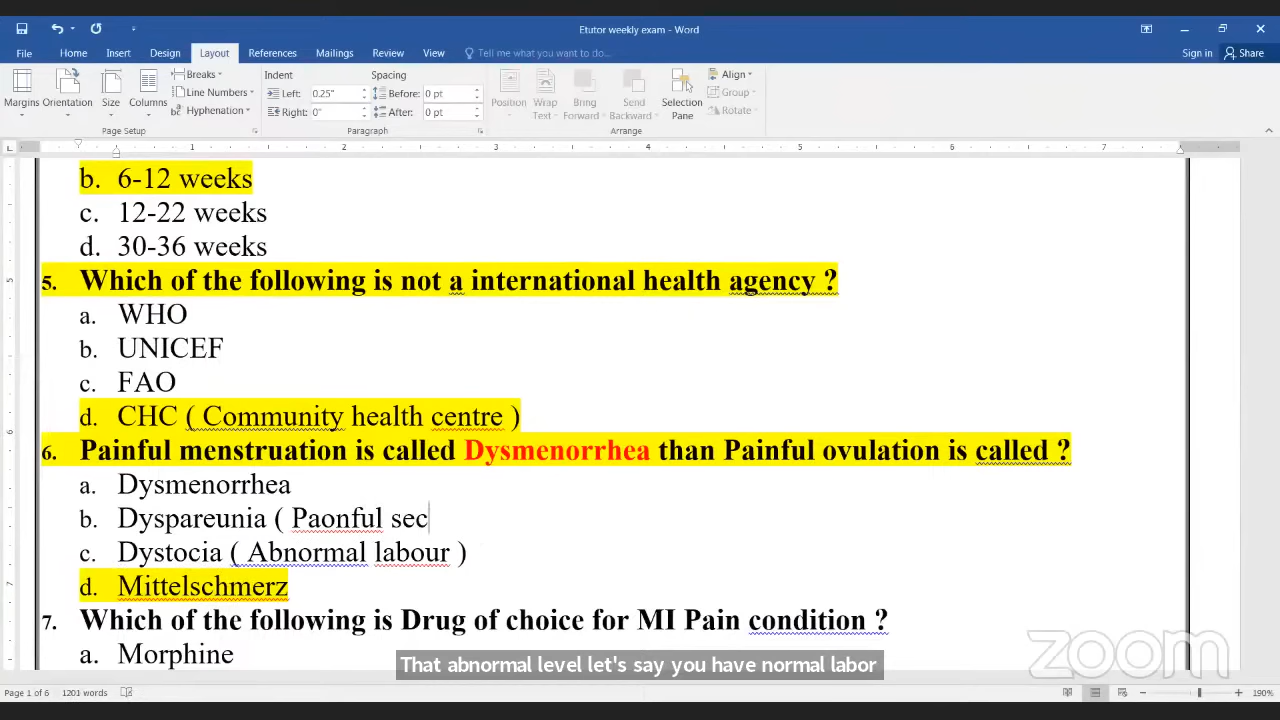 Etutor weekly exam - Word
File Home Insert Design Layout References Mailings Review View Tell me what you want to do... Sign in Share
Margins Orientation Size Columns Breaks Line Numbers Hyphenation Indent Left: 0.25" Right: 0" Spacing Before: 0 pt After: 0 pt Position Wrap Text Bring Forward Send Backward Selection Pane Align Group Rotate
Page Setup Paragraph Arrange
1 2 3 4 5 6 7
b. 6-12 weeks
c. 12-22 weeks
d. 30-36 weeks
5. Which of the following is not a international health agency ?
a. WHO
b. UNICEF
c. FAO
d. CHC ( Community health centre )
6. Painful menstruation is called Dysmenorrhea than Painful ovulation is called ?
a. Dysmenorrhea
b. Dyspareunia ( Paonful sec
c. Dystocia ( Abnormal labour )
d. Mittelschmerz
7. Which of the following is Drug of choice for MI Pain condition ?
a. Morphine
That abnormal level let's say you have normal labor
zoom
Page 1 of 6 1201 words 190%